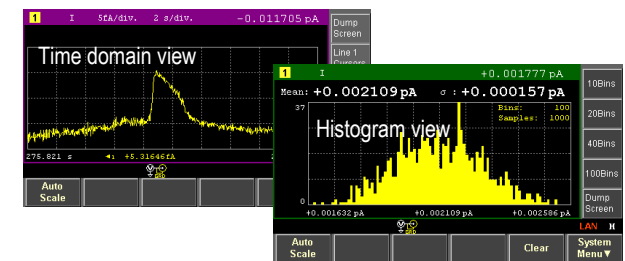 1 I 5fA/div. 2 s/div. -0.011705 pA
Dump Screen
Line 1
Time domain view
275.821 s ◄: +5.31646fA
GRD
Auto Scale
1 I +0.001777 pA
Mean: +0.002109 pA σ : +0.000157 pA
37 Bins: 100
Samples: 1000
Histogram view
0
+0.001632 pA +0.002109 pA +0.002586 pA
GRD
10Bins
20Bins
40Bins
100Bins
Dump Screen
LAN
Auto Scale Clear System Menu▼